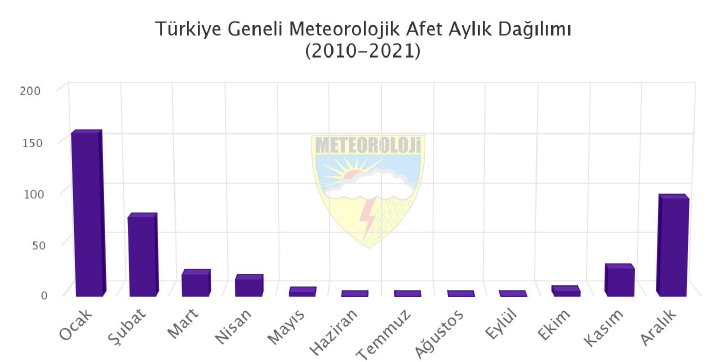 Türkiye Geneli Meteorolojik Afet Aylık Dağılımı
(2010-2021)
200
150
100
50
0
METEOROLOJi
Ocak
Şubat
Mart
Nisan
Mayıs
Haziran
Temmuz
Ağustos
Eylül
Ekim
Kasım
Aralık